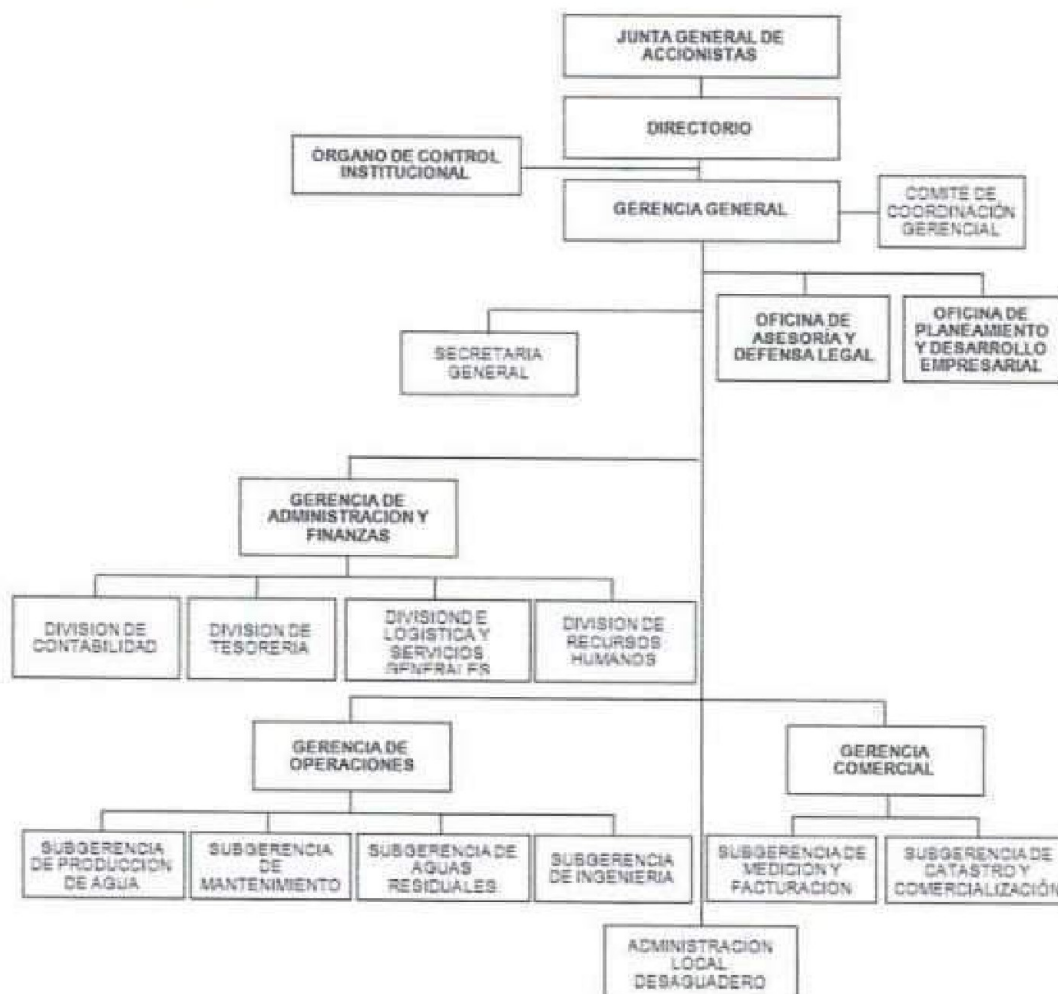 JUNTA GENERAL DE
ACCIONISTAS
DIRECTORIO
ÓRGANO DE CONTROL
INSTITUCIONAL
GERENCIA GENERAL
COMITÉ DE
COORDINACIÓN
GERENCIAL
OFICINA DE
ASESORÍA Y
DEFENSA LEGAL
OFICINA DE
PLANEAMIENTO
Y DESARROLLO
EMPRESARIAL
SECRETARIA
GENERAL
GERENCIA DE
ADMINISTRACION Y
FINANZAS
DIVISION DE
CONTABILIDAD
DIVISION DE
TESORERIA
DIVISIOND E
LOGISTICA Y
SERVICIOS
GENERALES
DIVISION DE
RECURSOS
HUMANOS
GERENCIA DE
OPERACIONES
GERENCIA
COMERCIAL
SUBGERENCIA
DE PRODUCCION
DE AGUA
SUBGERENCIA
DE
MANTENIMIENTO
SUBGERENCIA DE
AGUAS
RESIDUALES
SUBGERENCIA
DE INGENIERIA
SUBGERENCIA DE
MEDICION Y
FACTURACION
SUBGERENCIA DE
CATASTRO Y
COMERCIALIZACIÓN
ADMINISTRACION
LOCAL
DESAGUADERO